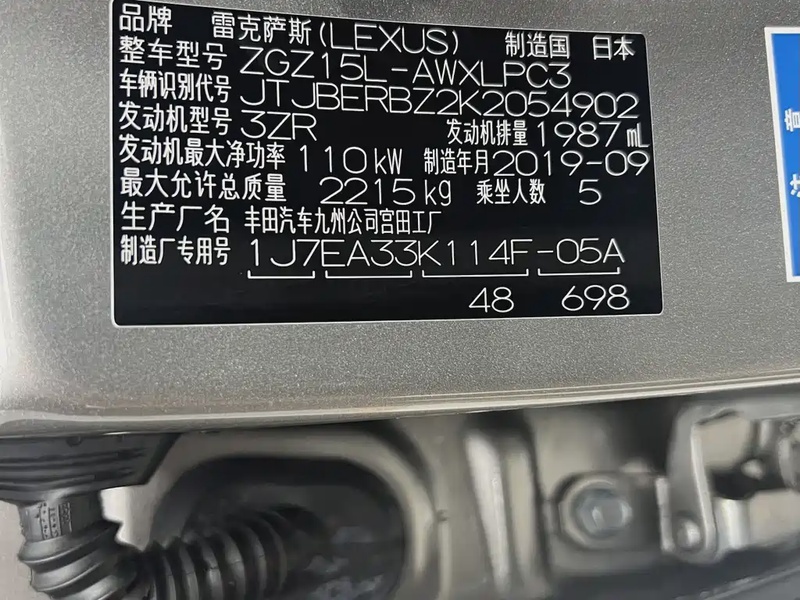 品牌 雷克萨斯(LEXUS) 制造国 日本
整车型号 ZGZ15L-AWXLPC3
车辆识别代号 JTJBERBZ2K2054902
发动机型号 3ZR 发动机排量 1987 mL
发动机最大净功率 110 kW 制造年月 2019-09
最大允许总质量 2215 kg 乘坐人数 5
生产厂名 丰田汽车九州公司宫田工厂
制造厂专用号 1J7EA33K114F-05A
48 698
注 意